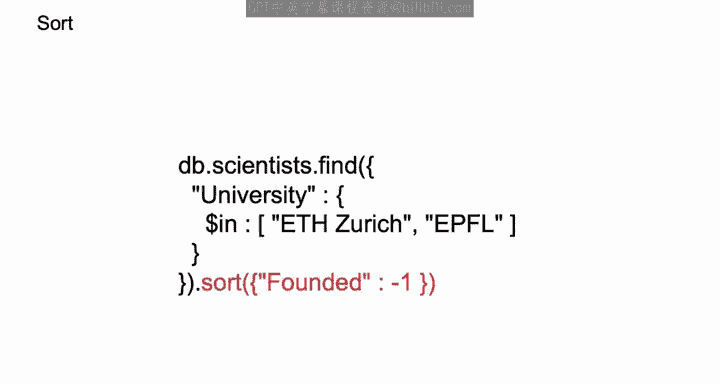 Sort
db.scientists.find({
"University" : {
$in : [ "ETH Zurich", "EPFL" ]
}
}).sort({"Founded" : -1 })